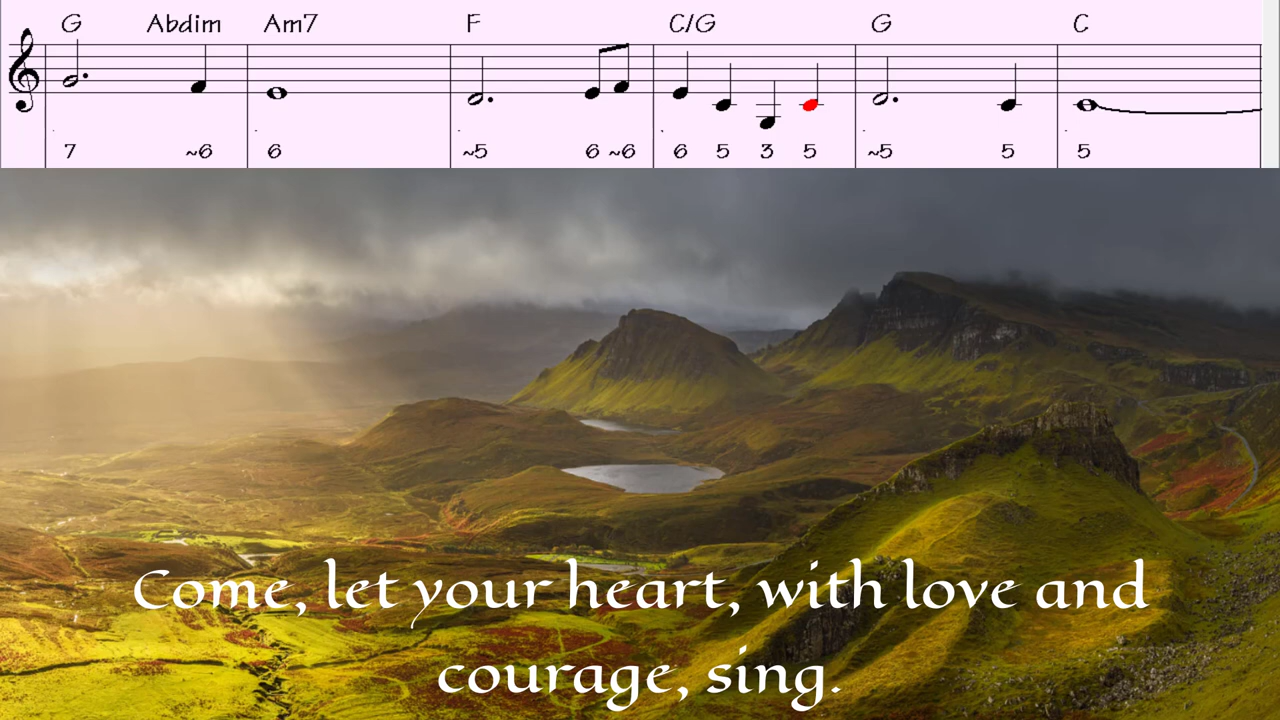 G Abdim Am7 F C/G G C
7 ~6 6 ~5 6 ~6 6 5 3 5 ~5 5 5
Come, let your heart, with love and
courage, sing.